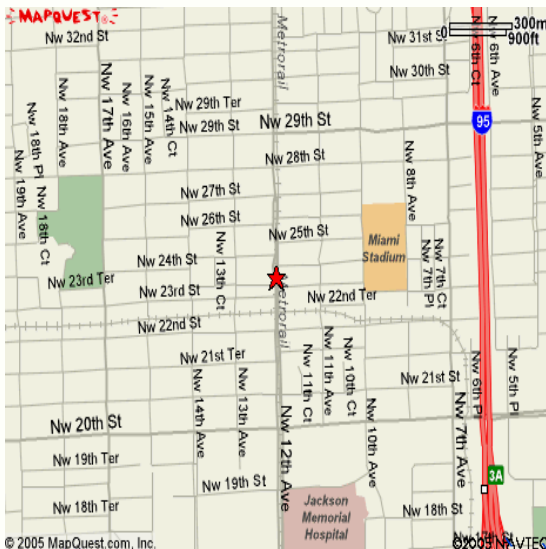 MAPQUEST®
300m
0
900ft
Nw 32nd St
Metrorail
Nw 31st St
Nw 6th Ct
Nw 6th Ave
Nw 30th St
Nw 18th Ave
Nw 17th Ave
Nw 16th Ave
Nw 15th Ave
Nw 14th Ct
Nw 29th Ter
Nw 29th St
Nw 29th St
95
Nw 5th Ave
Nw 18th Pl
Nw 19th Ave
Nw 18th Ct
Nw 28th St
Nw 8th Ave
Nw 27th St
Nw 26th St
Nw 25th St
Miami
Stadium
Nw 13th Ct
Nw 24th St
Nw 23rd Ter
Nw 23rd St
Metrorail
Nw 22nd Ter
Nw 7th Pl
Nw 7th Ct
Nw 22nd St
Nw 21st Ter
Nw 11th Ct
Nw 11th Ave
Nw 10th Ct
Nw 21st St
Nw 6th Pl
Nw 5th Pl
Nw 14th Ave
Nw 13th Ave
Nw 12th Ave
Nw 10th Ave
Nw 7th Ave
Nw 20th St
Nw 19th Ter
Nw 19th St
3A
Nw 18th Ter
Jackson
Memorial
Hospital
Nw 18th St
Nw 17th St
© 2005 MapQuest.com, Inc.
©2005 NAVTEQ